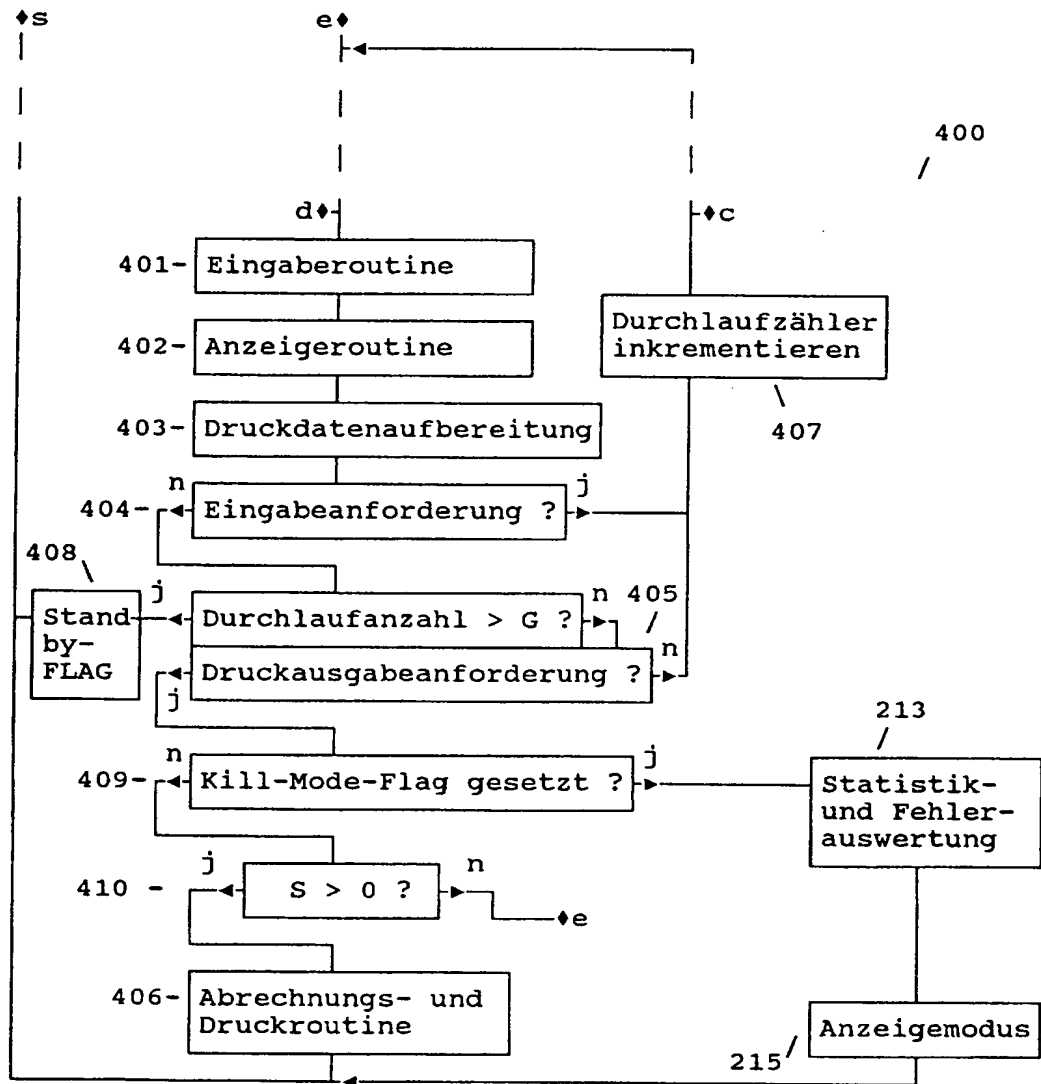 ♦s
e♦
400
d♦
♦c
401- Eingaberoutine
402- Anzeigeroutine
Durchlaufzähler
inkrementieren
407
403- Druckdatenaufbereitung
n
j
404- Eingabeanforderung ?
408
405
Stand
by-
FLAG
j
Durchlaufanzahl > G ?
n
Druckausgabeanforderung ?
n
j
213
n
j
409- Kill-Mode-Flag gesetzt ?
Statistik-
und Fehler-
auswertung
j
n
410 - S > 0 ?
♦e
406- Abrechnungs- und
Druckroutine
Anzeigemodus
215